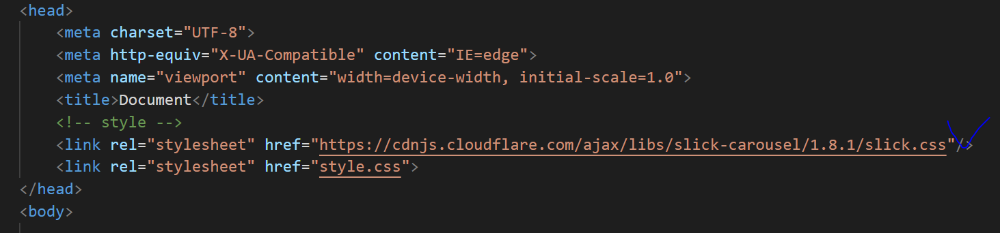 <head>
<meta charset="UTF-8">
<meta http-equiv="X-UA-Compatible" content="IE=edge">
<meta name="viewport" content="width=device-width, initial-scale=1.0">
<title>Document</title>
<!-- style -->
<link rel="stylesheet" href="https://cdnjs.cloudflare.com/ajax/libs/slick-carousel/1.8.1/slick.css"/>
<link rel="stylesheet" href="style.css">
</head>
<body>